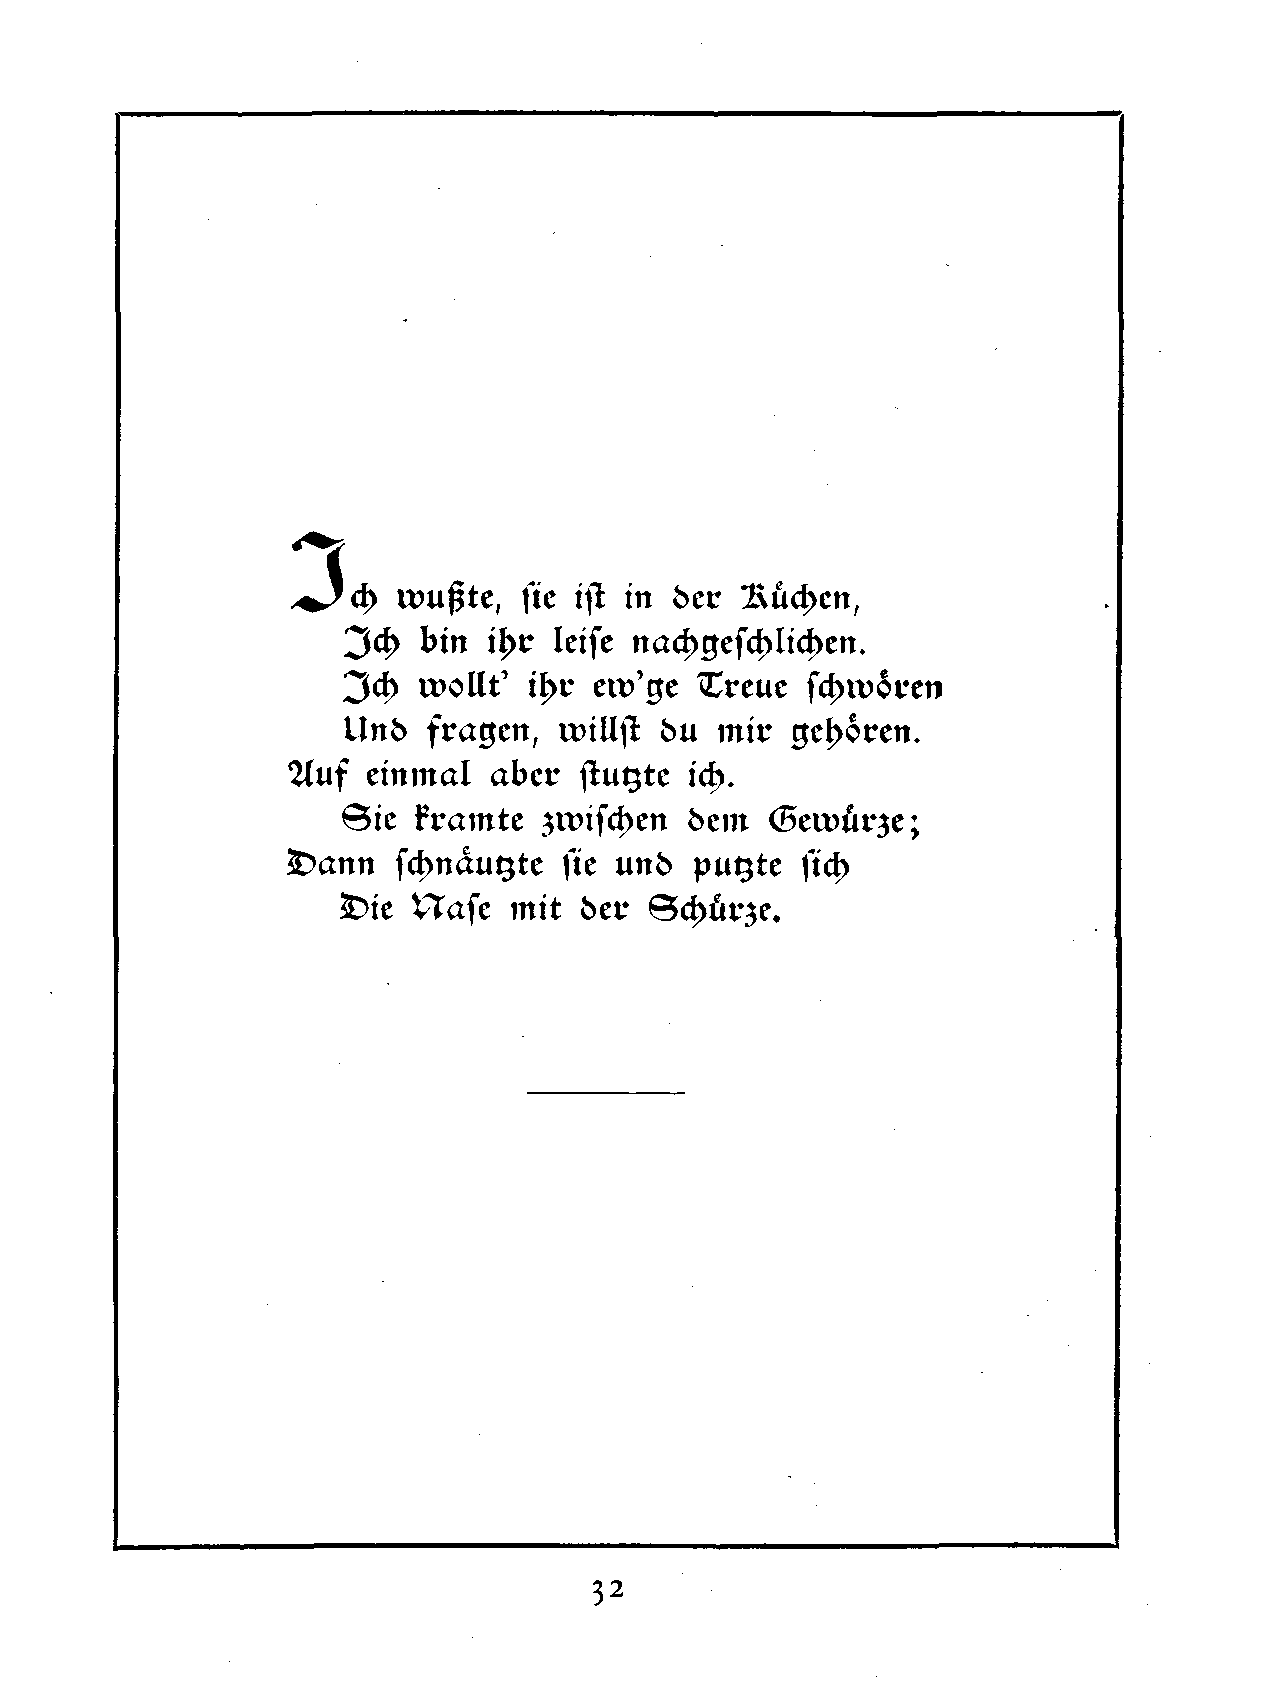 Ich wußte, ſie iſt in der Küchen,
Ich bin ihr leiſe nachgeſchlichen.
Ich wollt' ihr ew'ge Treue ſchwören
Und fragen, willſt du mir gehören.
Auf einmal aber ſtutzte ich.
Sie kramte zwiſchen dem Gewürze;
Dann ſchnäutzte ſie und putzte ſich
Die Naſe mit der Schürze.
32